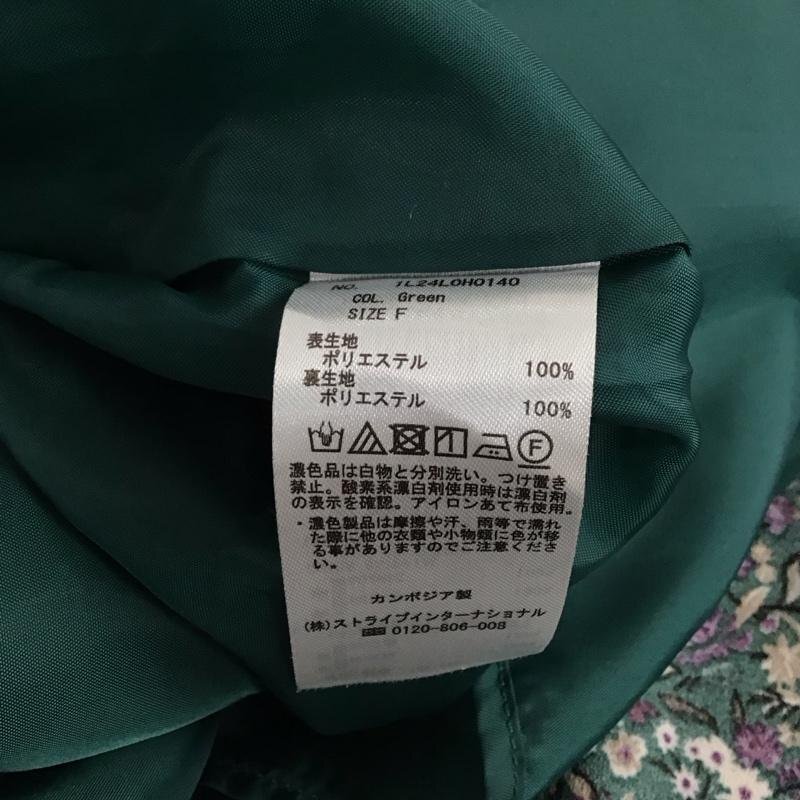 NO. 1L24L0H0140
COL. Green
SIZE F
表生地
ポリエステル 100%
裏生地
ポリエステル 100%
F
濃色品は白物と分別洗い。つけ置き
禁止。酸素系漂白剤使用時は漂白剤
の表示を確認。アイロンあて布使用。
・濃色製品は摩擦や汗、雨等で濡れ
た際に他の衣類や小物類に色が移
る事がありますのでご注意くださ
い。
カンボジア製
(株)ストライプインターナショナル
0120-806-008